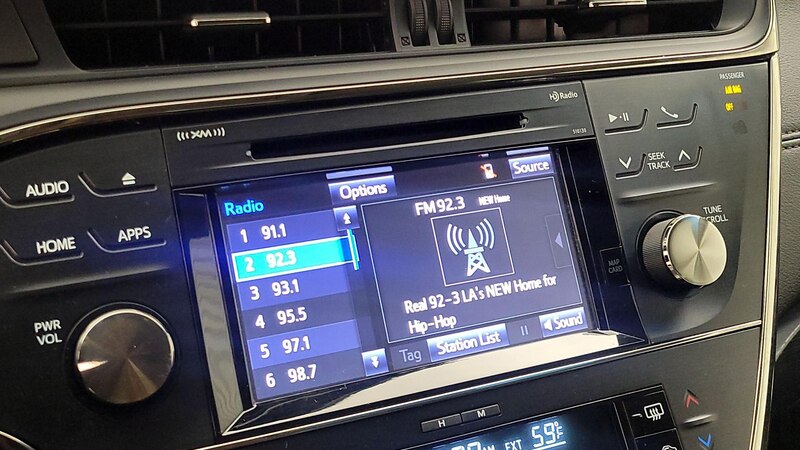 HD Radio
510138
PASSENGER
AIR BAG
OFF
((( XM )))
AUDIO
HOME
APPS
PWR
VOL
Radio
Options
Source
1 91.1
2 92.3
3 93.1
4 95.5
5 97.1
6 98.7
FM 92.3
NEW Home
Real 92-3 LA's NEW Home for
Hip-Hop
Tag
Station List
Sound
SEEK
TRACK
TUNE
SCROLL
MAP
CARD
H
M
EXT 59°F